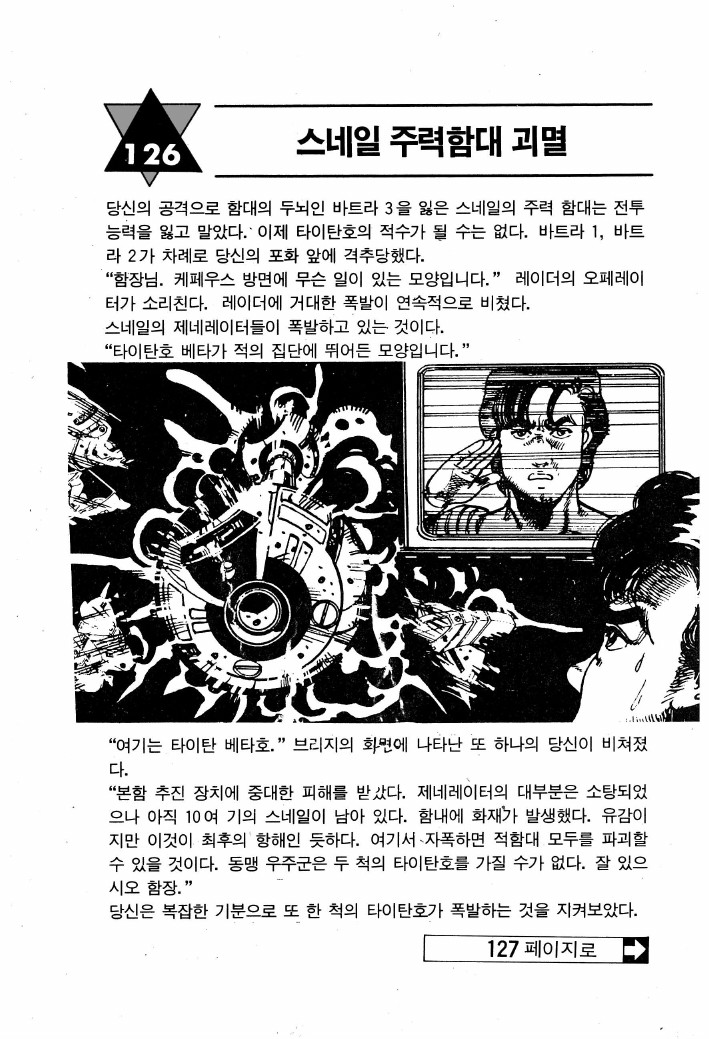 126
스네일 주력함대 괴멸
당신의 공격으로 함대의 두뇌인 바트라 3을 잃은 스네일의 주력 함대는 전투
능력을 잃고 말았다. 이제 타이탄호의 적수가 될 수는 없다. 바트라 1, 바트
라 2가 차례로 당신의 포화 앞에 격추당했다.
“함장님. 케페우스 방면에 무슨 일이 있는 모양입니다.” 레이더의 오페레이
터가 소리친다. 레이더에 거대한 폭발이 연속적으로 비쳤다.
스네일의 제네레이터들이 폭발하고 있는 것이다.
“타이탄호 베타가 적의 집단에 뛰어든 모양입니다.”
“여기는 타이탄 베타호.” 브리지의 화면에 나타난 또 하나의 당신이 비쳐졌
다.
“본함 추진 장치에 중대한 피해를 받았다. 제네레이터의 대부분은 소탕되었
으나 아직 10여 기의 스네일이 남아 있다. 함내에 화재가 발생했다. 유감이
지만 이것이 최후의 항해인 듯하다. 여기서 자폭하면 적함대 모두를 파괴할
수 있을 것이다. 동맹 우주군은 두 척의 타이탄호를 가질 수가 없다. 잘 있으
시오 함장.”
당신은 복잡한 기분으로 또 한 척의 타이탄호가 폭발하는 것을 지켜보았다.
127 페이지로